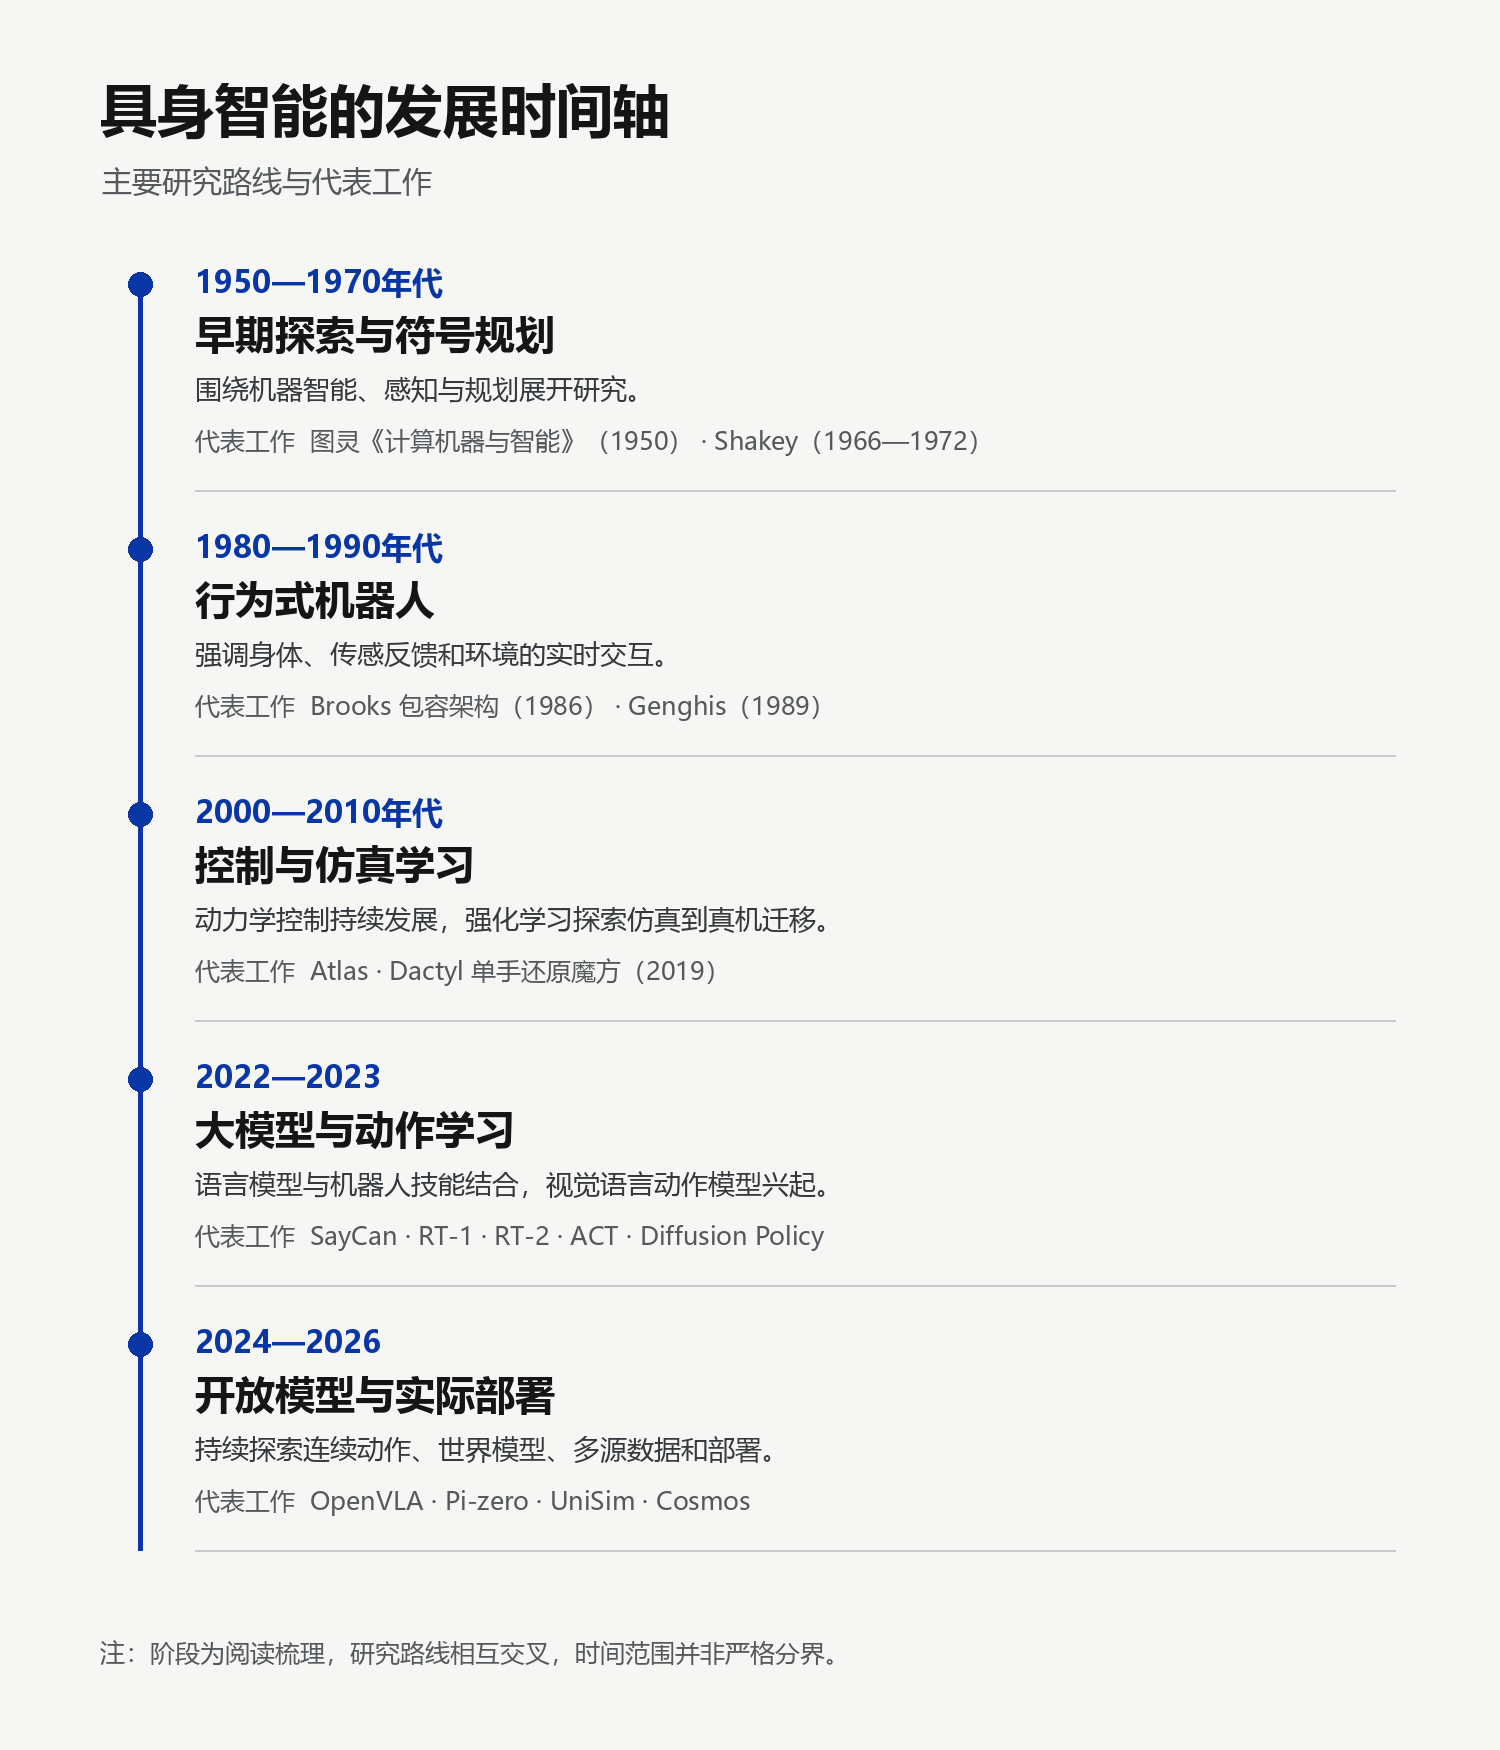 具身智能的发展时间轴
主要研究路线与代表工作
1950—1970年代
早期探索与符号规划
围绕机器智能、感知与规划展开研究。
代表工作 图灵《计算机器与智能》（1950） · Shakey（1966—1972）
1980—1990年代
行为式机器人
强调身体、传感反馈和环境的实时交互。
代表工作 Brooks 包容架构（1986） · Genghis（1989）
2000—2010年代
控制与仿真学习
动力学控制持续发展，强化学习探索仿真到真机迁移。
代表工作 Atlas · Dactyl 单手还原魔方（2019）
2022—2023
大模型与动作学习
语言模型与机器人技能结合，视觉语言动作模型兴起。
代表工作 SayCan · RT-1 · RT-2 · ACT · Diffusion Policy
2024—2026
开放模型与实际部署
持续探索连续动作、世界模型、多源数据和部署。
代表工作 OpenVLA · Pi-zero · UniSim · Cosmos
注：阶段为阅读梳理，研究路线相互交叉，时间范围并非严格分界。